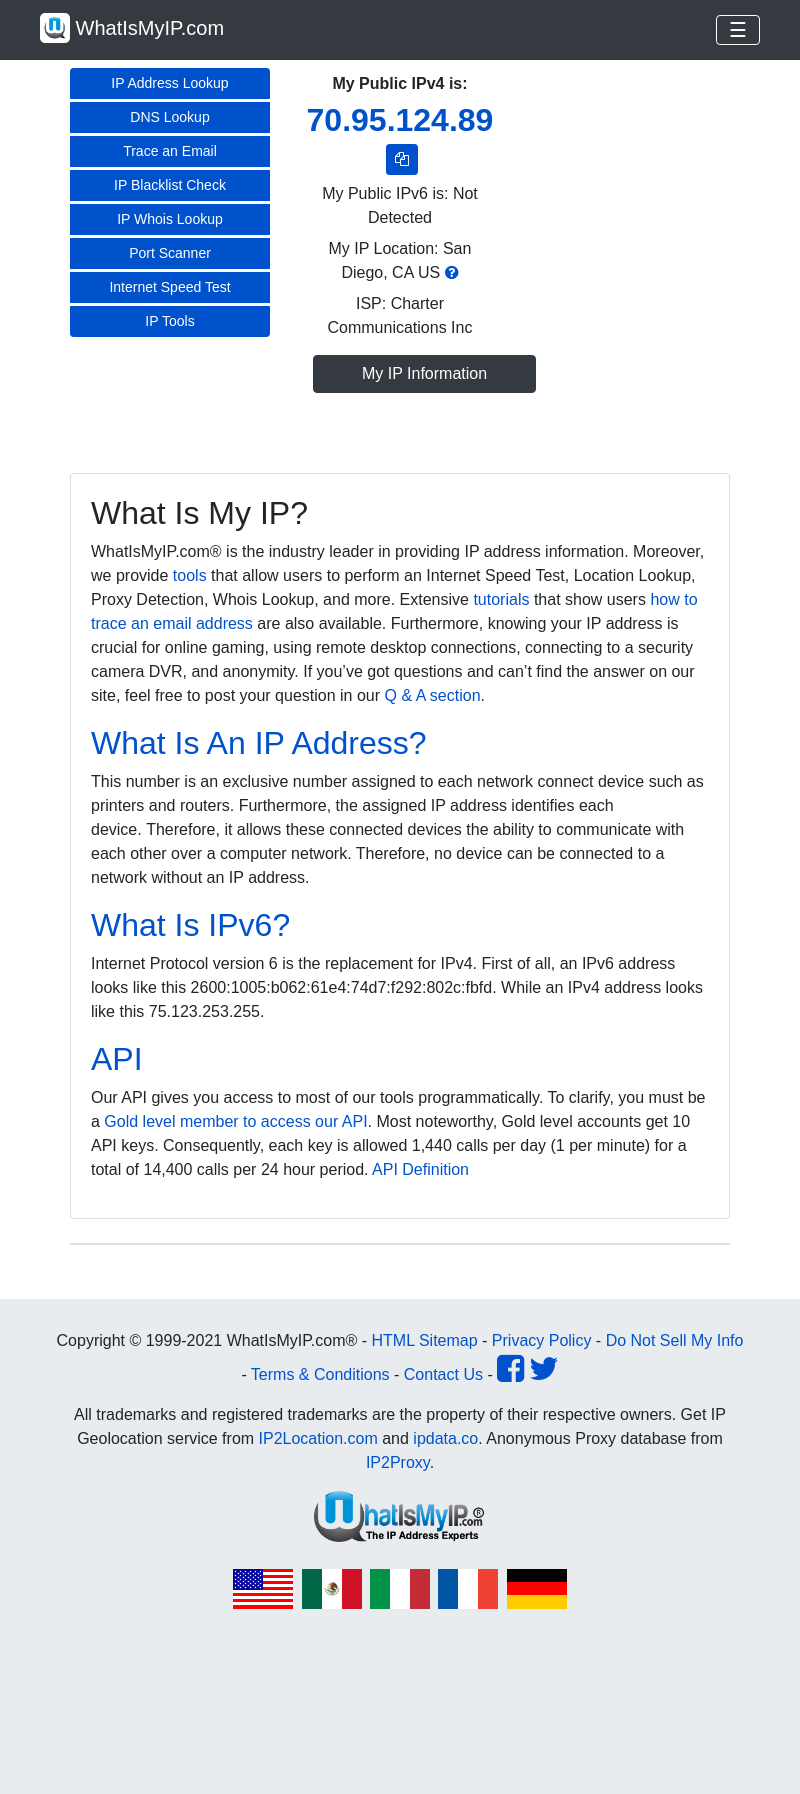 WhatIsMyIP.com
☰
IP Address Lookup
DNS Lookup
Trace an Email
IP Blacklist Check
IP Whois Lookup
Port Scanner
Internet Speed Test
IP Tools
My Public IPv4 is:
70.95.124.89
My Public IPv6 is: Not
Detected
My IP Location: San
Diego, CA US ?
ISP: Charter
Communications Inc
My IP Information
What Is My IP?
WhatIsMyIP.com® is the industry leader in providing IP address information. Moreover,
we provide tools that allow users to perform an Internet Speed Test, Location Lookup,
Proxy Detection, Whois Lookup, and more. Extensive tutorials that show users how to
trace an email address are also available. Furthermore, knowing your IP address is
crucial for online gaming, using remote desktop connections, connecting to a security
camera DVR, and anonymity. If you’ve got questions and can’t find the answer on our
site, feel free to post your question in our Q & A section.
What Is An IP Address?
This number is an exclusive number assigned to each network connect device such as
printers and routers. Furthermore, the assigned IP address identifies each
device. Therefore, it allows these connected devices the ability to communicate with
each other over a computer network. Therefore, no device can be connected to a
network without an IP address.
What Is IPv6?
Internet Protocol version 6 is the replacement for IPv4. First of all, an IPv6 address
looks like this 2600:1005:b062:61e4:74d7:f292:802c:fbfd. While an IPv4 address looks
like this 75.123.253.255.
API
Our API gives you access to most of our tools programmatically. To clarify, you must be
a Gold level member to access our API. Most noteworthy, Gold level accounts get 10
API keys. Consequently, each key is allowed 1,440 calls per day (1 per minute) for a
total of 14,400 calls per 24 hour period. API Definition
Copyright © 1999-2021 WhatIsMyIP.com® - HTML Sitemap - Privacy Policy - Do Not Sell My Info
- Terms & Conditions - Contact Us -
All trademarks and registered trademarks are the property of their respective owners. Get IP
Geolocation service from IP2Location.com and ipdata.co. Anonymous Proxy database from
IP2Proxy.
WhatIsMyIP.com®
The IP Address Experts